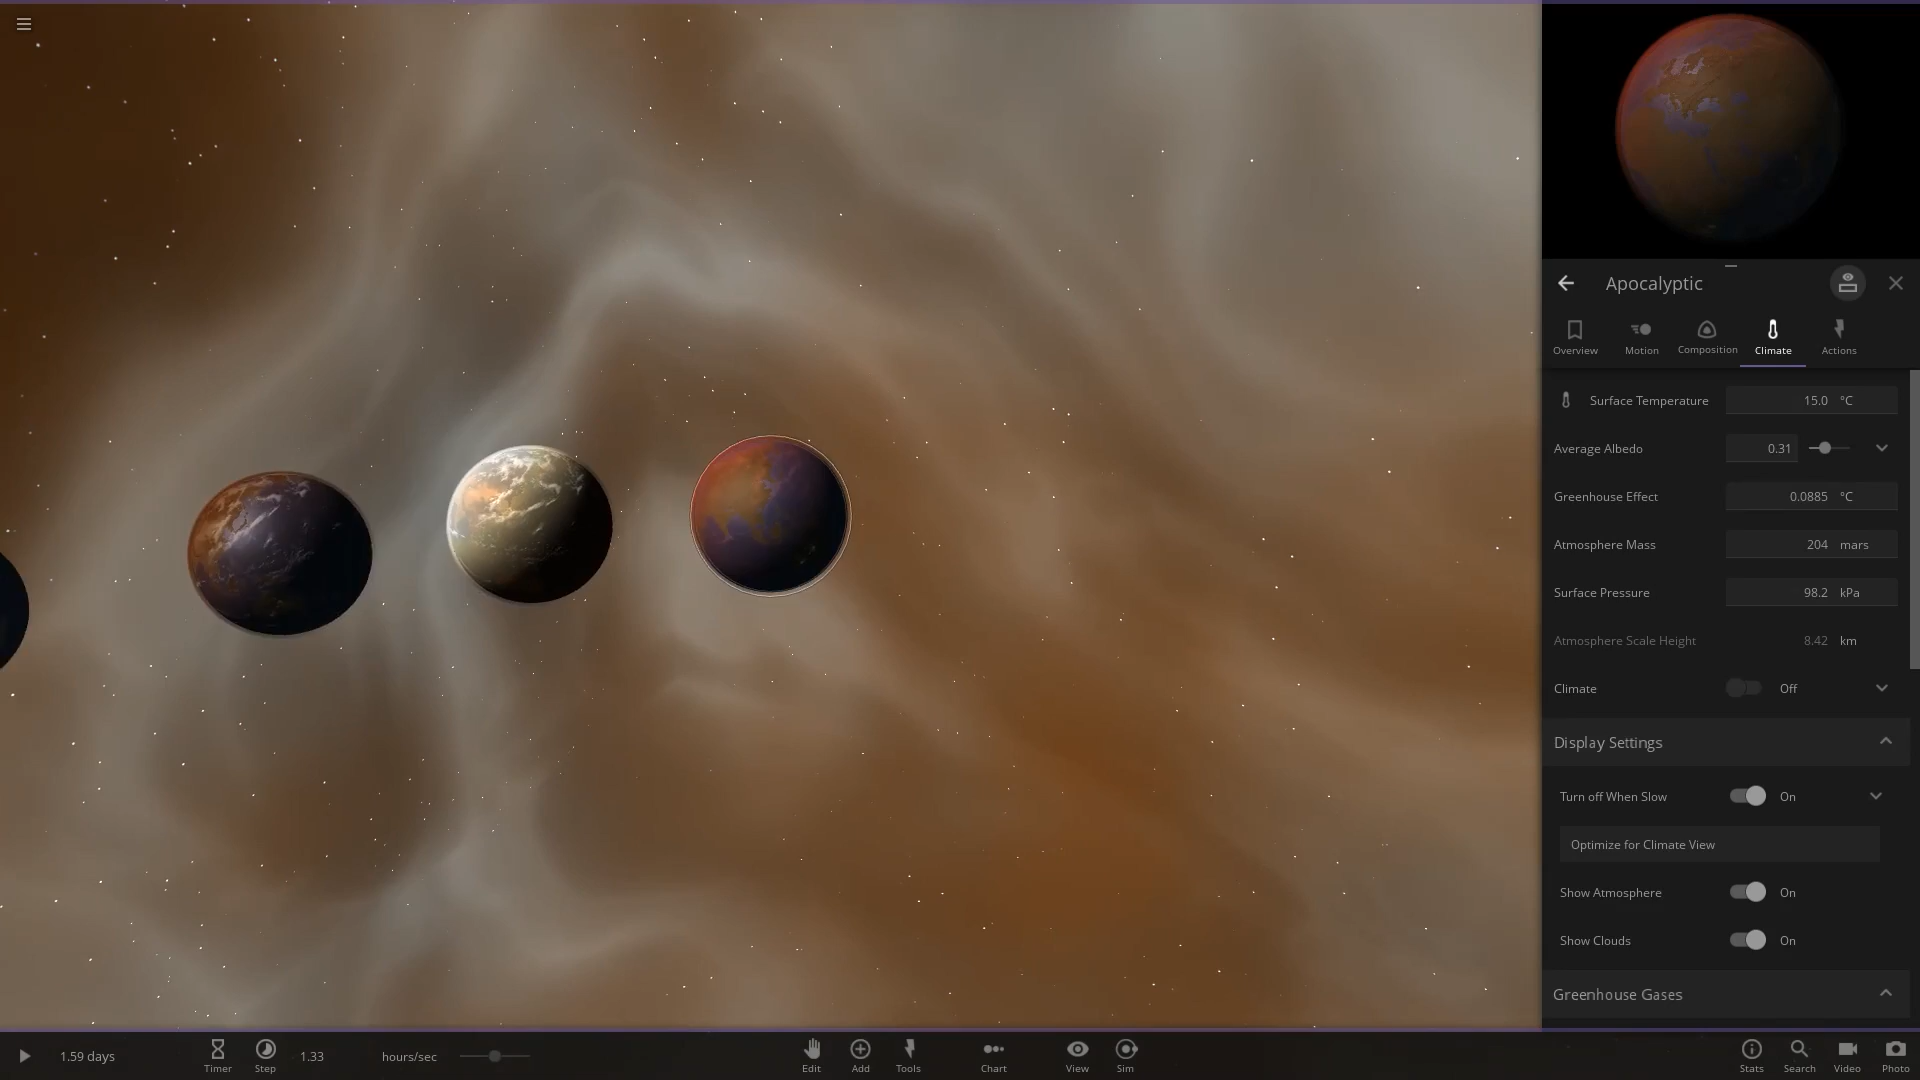 Apocalyptic
Overview Motion Composition Climate Actions
Surface Temperature 15.0 °C
Average Albedo 0.31
Greenhouse Effect 0.0885 °C
Atmosphere Mass 204 mars
Surface Pressure 98.2 kPa
Atmosphere Scale Height 8.42 km
Climate Off
Display Settings
Turn off When Slow On
Optimize for Climate View
Show Atmosphere On
Show Clouds On
Greenhouse Gases
1.59 days Timer Step 1.33 hours/sec Edit Add Tools Chart View Sim Stats Search Video Photo